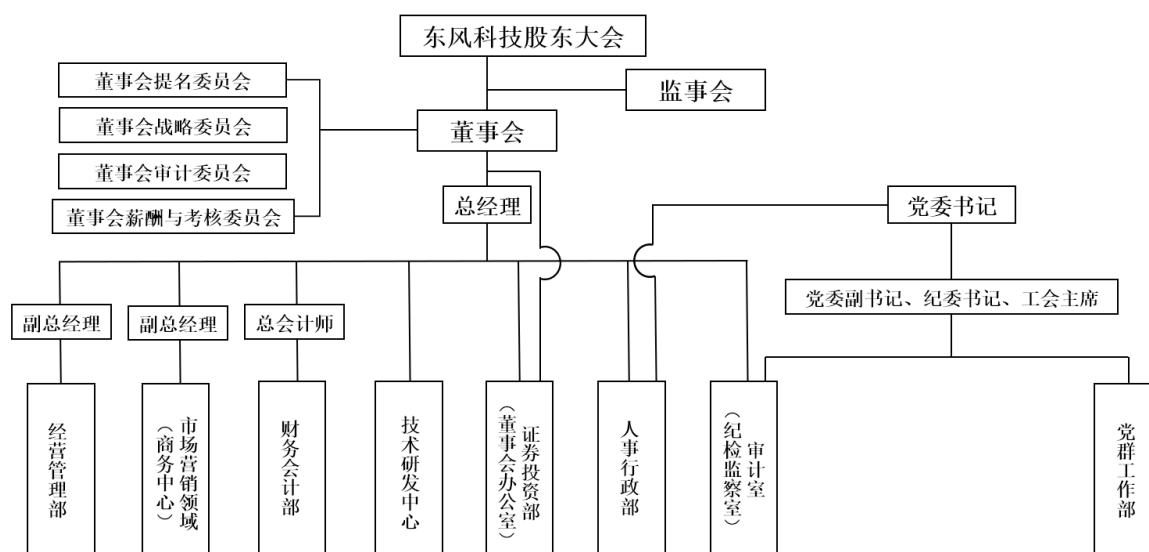 东风科技股东大会
监事会
董事会提名委员会
董事会战略委员会
董事会审计委员会
董事会薪酬与考核委员会
董事会
总经理
党委书记
党委副书记、纪委书记、工会主席
副总经理
副总经理
总会计师
经营管理部
市场营销领域
（商务中心）
财务会计部
技术研发中心
证券投资部
（董事会办公室）
人事行政部
审计室
（纪检监察室）
党群工作部